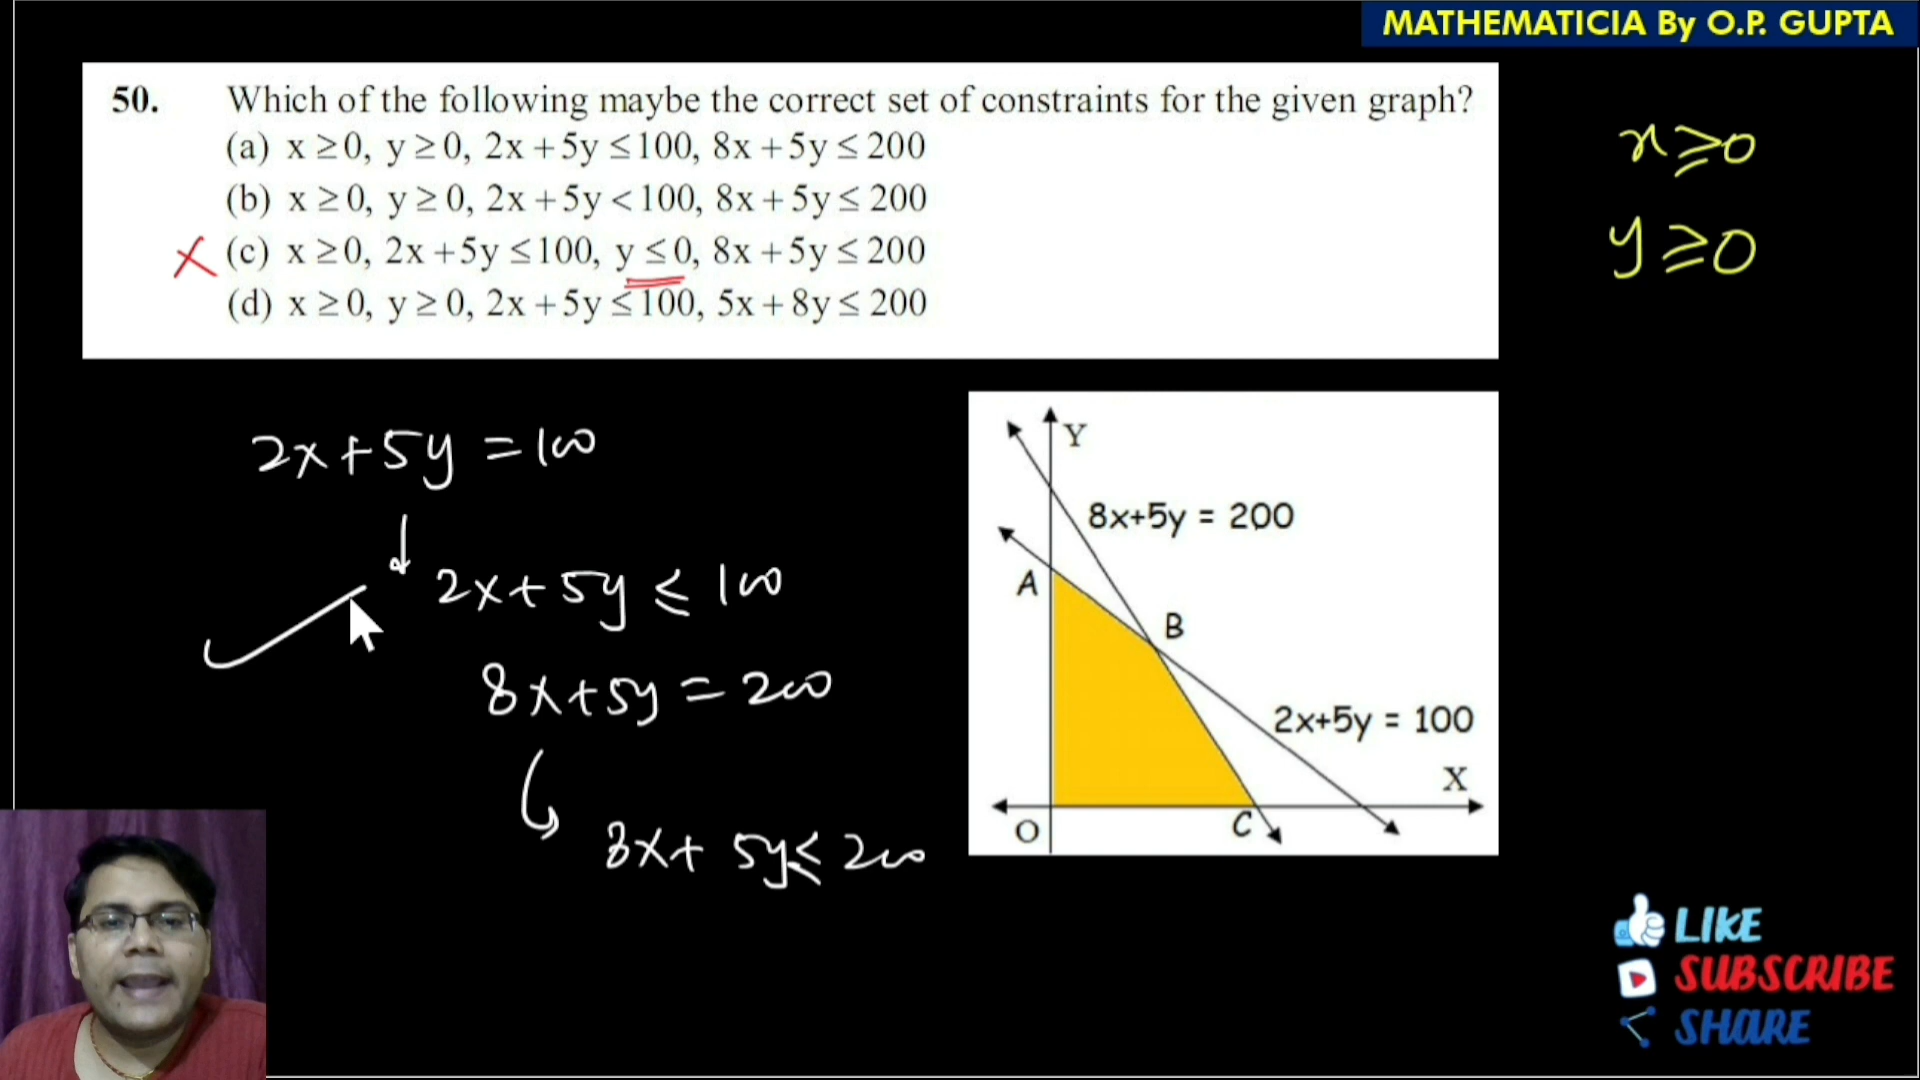 MATHEMATICIA By O.P. GUPTA
50. Which of the following maybe the correct set of constraints for the given graph?
(a) x ≥ 0, y ≥ 0, 2x + 5y ≤ 100, 8x + 5y ≤ 200
(b) x ≥ 0, y ≥ 0, 2x + 5y < 100, 8x + 5y ≤ 200
(c) x ≥ 0, 2x + 5y ≤ 100, y ≤ 0, 8x + 5y ≤ 200
(d) x ≥ 0, y ≥ 0, 2x + 5y ≤ 100, 5x + 8y ≤ 200
x ≥ 0
y ≥ 0
2x + 5y = 100
2x + 5y ≤ 100
8x + 5y = 200
8x + 5y ≤ 200
Y
8x+5y = 200
A
B
2x+5y = 100
X
O
C
LIKE
SUBSCRIBE
SHARE